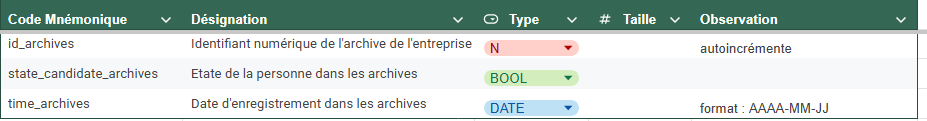 Code Mnémonique Désignation Type # Taille Observation
id_archives Identifiant numérique de l'archive de l'entreprise N autoincrémente
state_candidate_archives Etate de la personne dans les archives BOOL
time_archives Date d'enregistrement dans les archives DATE format : AAAA-MM-JJ